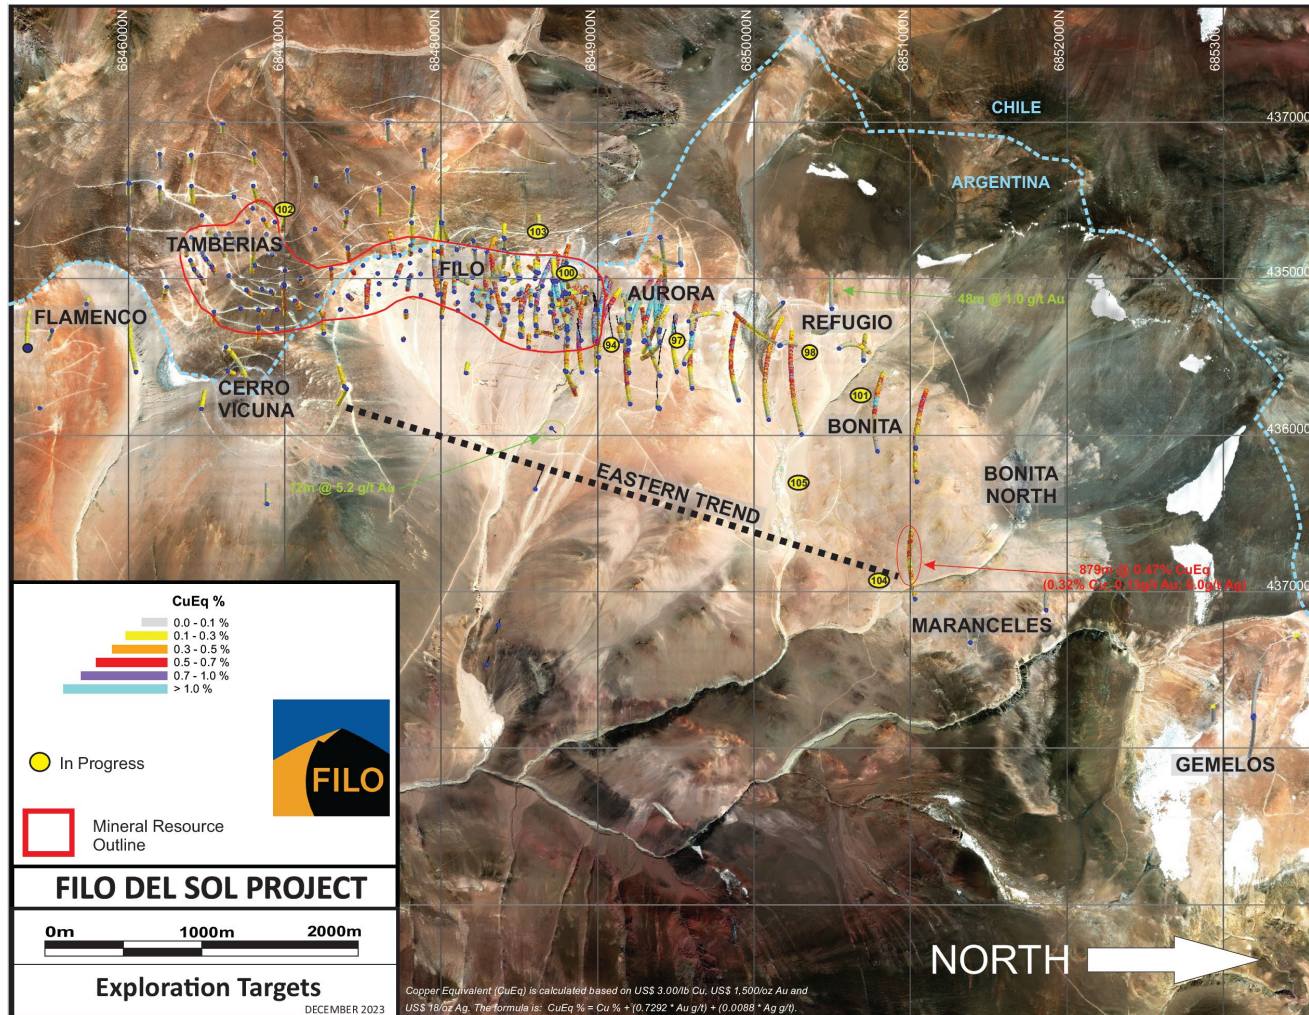 6846000N
6847000N
6848000N
6849000N
6850000N
6851000N
6852000N
685300
CHILE
ARGENTINA
437000
435000
436000
437000
102
103
100
94
97
98
101
105
104
TAMBERIAS
FILO
AURORA
REFUGIO
FLAMENCO
CERRO
VICUNA
BONITA
BONITA
NORTH
48m @ 1.0 g/t Au
72m @ 5.2 g/t Au
EASTERN TREND
879m @ 0.47% CuEq
(0.32% Cu, 0.13g/t Au, 6.0g/t Ag)
MARANCELES
GEMELOS
CuEq %
0.0 - 0.1 %
0.1 - 0.3 %
0.3 - 0.5 %
0.5 - 0.7 %
0.7 - 1.0 %
> 1.0 %
In Progress
FILO
Mineral Resource
Outline
FILO DEL SOL PROJECT
0m 1000m 2000m
Exploration Targets
DECEMBER 2023
Copper Equivalent (CuEq) is calculated based on US$ 3.00/lb Cu, US$ 1,500/oz Au and
US$ 18/oz Ag. The formula is: CuEq % = Cu % + (0.7292 * Au g/t) + (0.0088 * Ag g/t).
NORTH